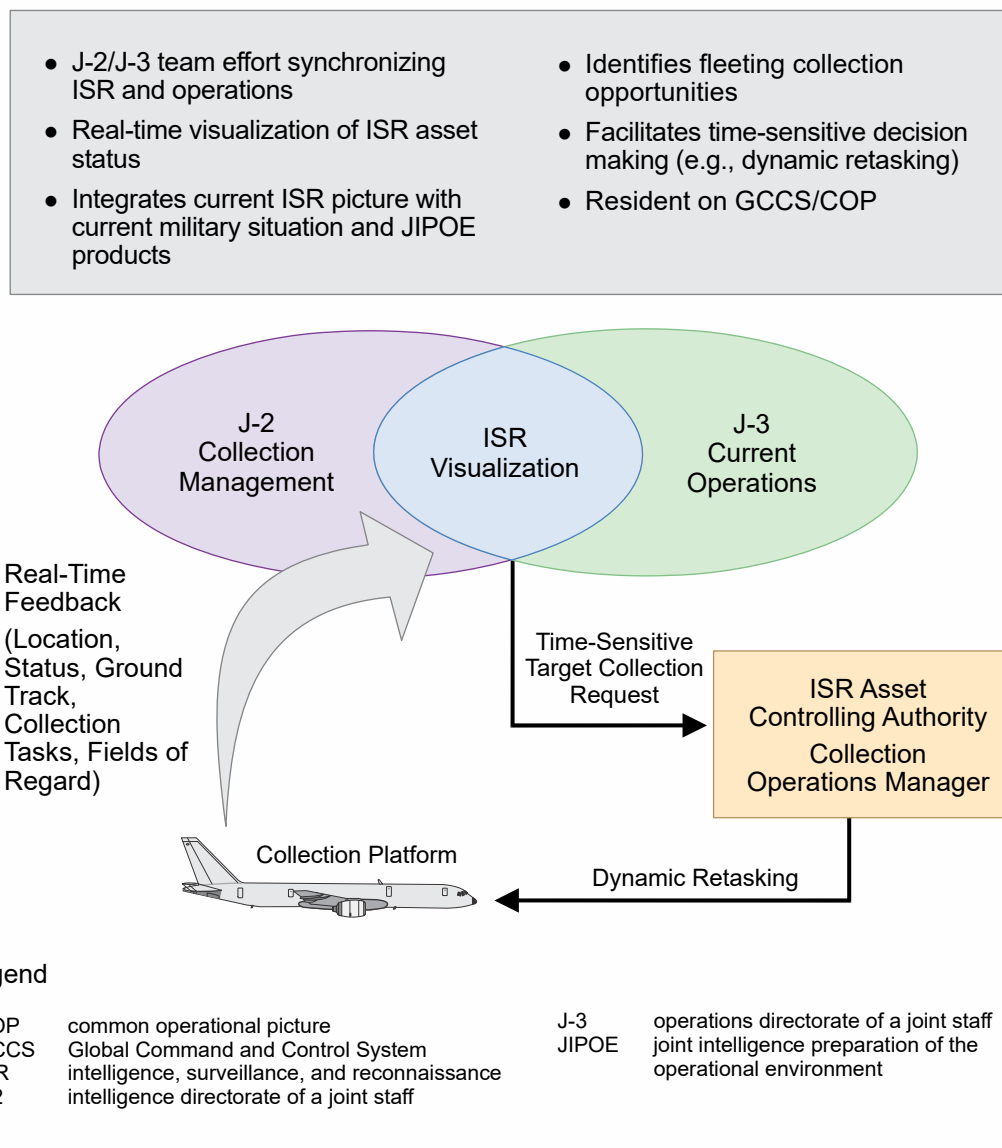 ● J-2/J-3 team effort synchronizing
ISR and operations
● Real-time visualization of ISR asset
status
● Integrates current ISR picture with
current military situation and JIPOE
products
● Identifies fleeting collection
opportunities
● Facilitates time-sensitive decision
making (e.g., dynamic retasking)
● Resident on GCCS/COP
J-2
Collection
Management
ISR
Visualization
J-3
Current
Operations
Real-Time
Feedback
(Location,
Status, Ground
Track,
Collection
Tasks, Fields of
Regard)
Time-Sensitive
Target Collection
Request
ISR Asset
Controlling Authority
Collection
Operations Manager
Collection Platform
Dynamic Retasking
gend
OP common operational picture
CCS Global Command and Control System
R intelligence, surveillance, and reconnaissance
2 intelligence directorate of a joint staff
J-3 operations directorate of a joint staff
JIPOE joint intelligence preparation of the
operational environment